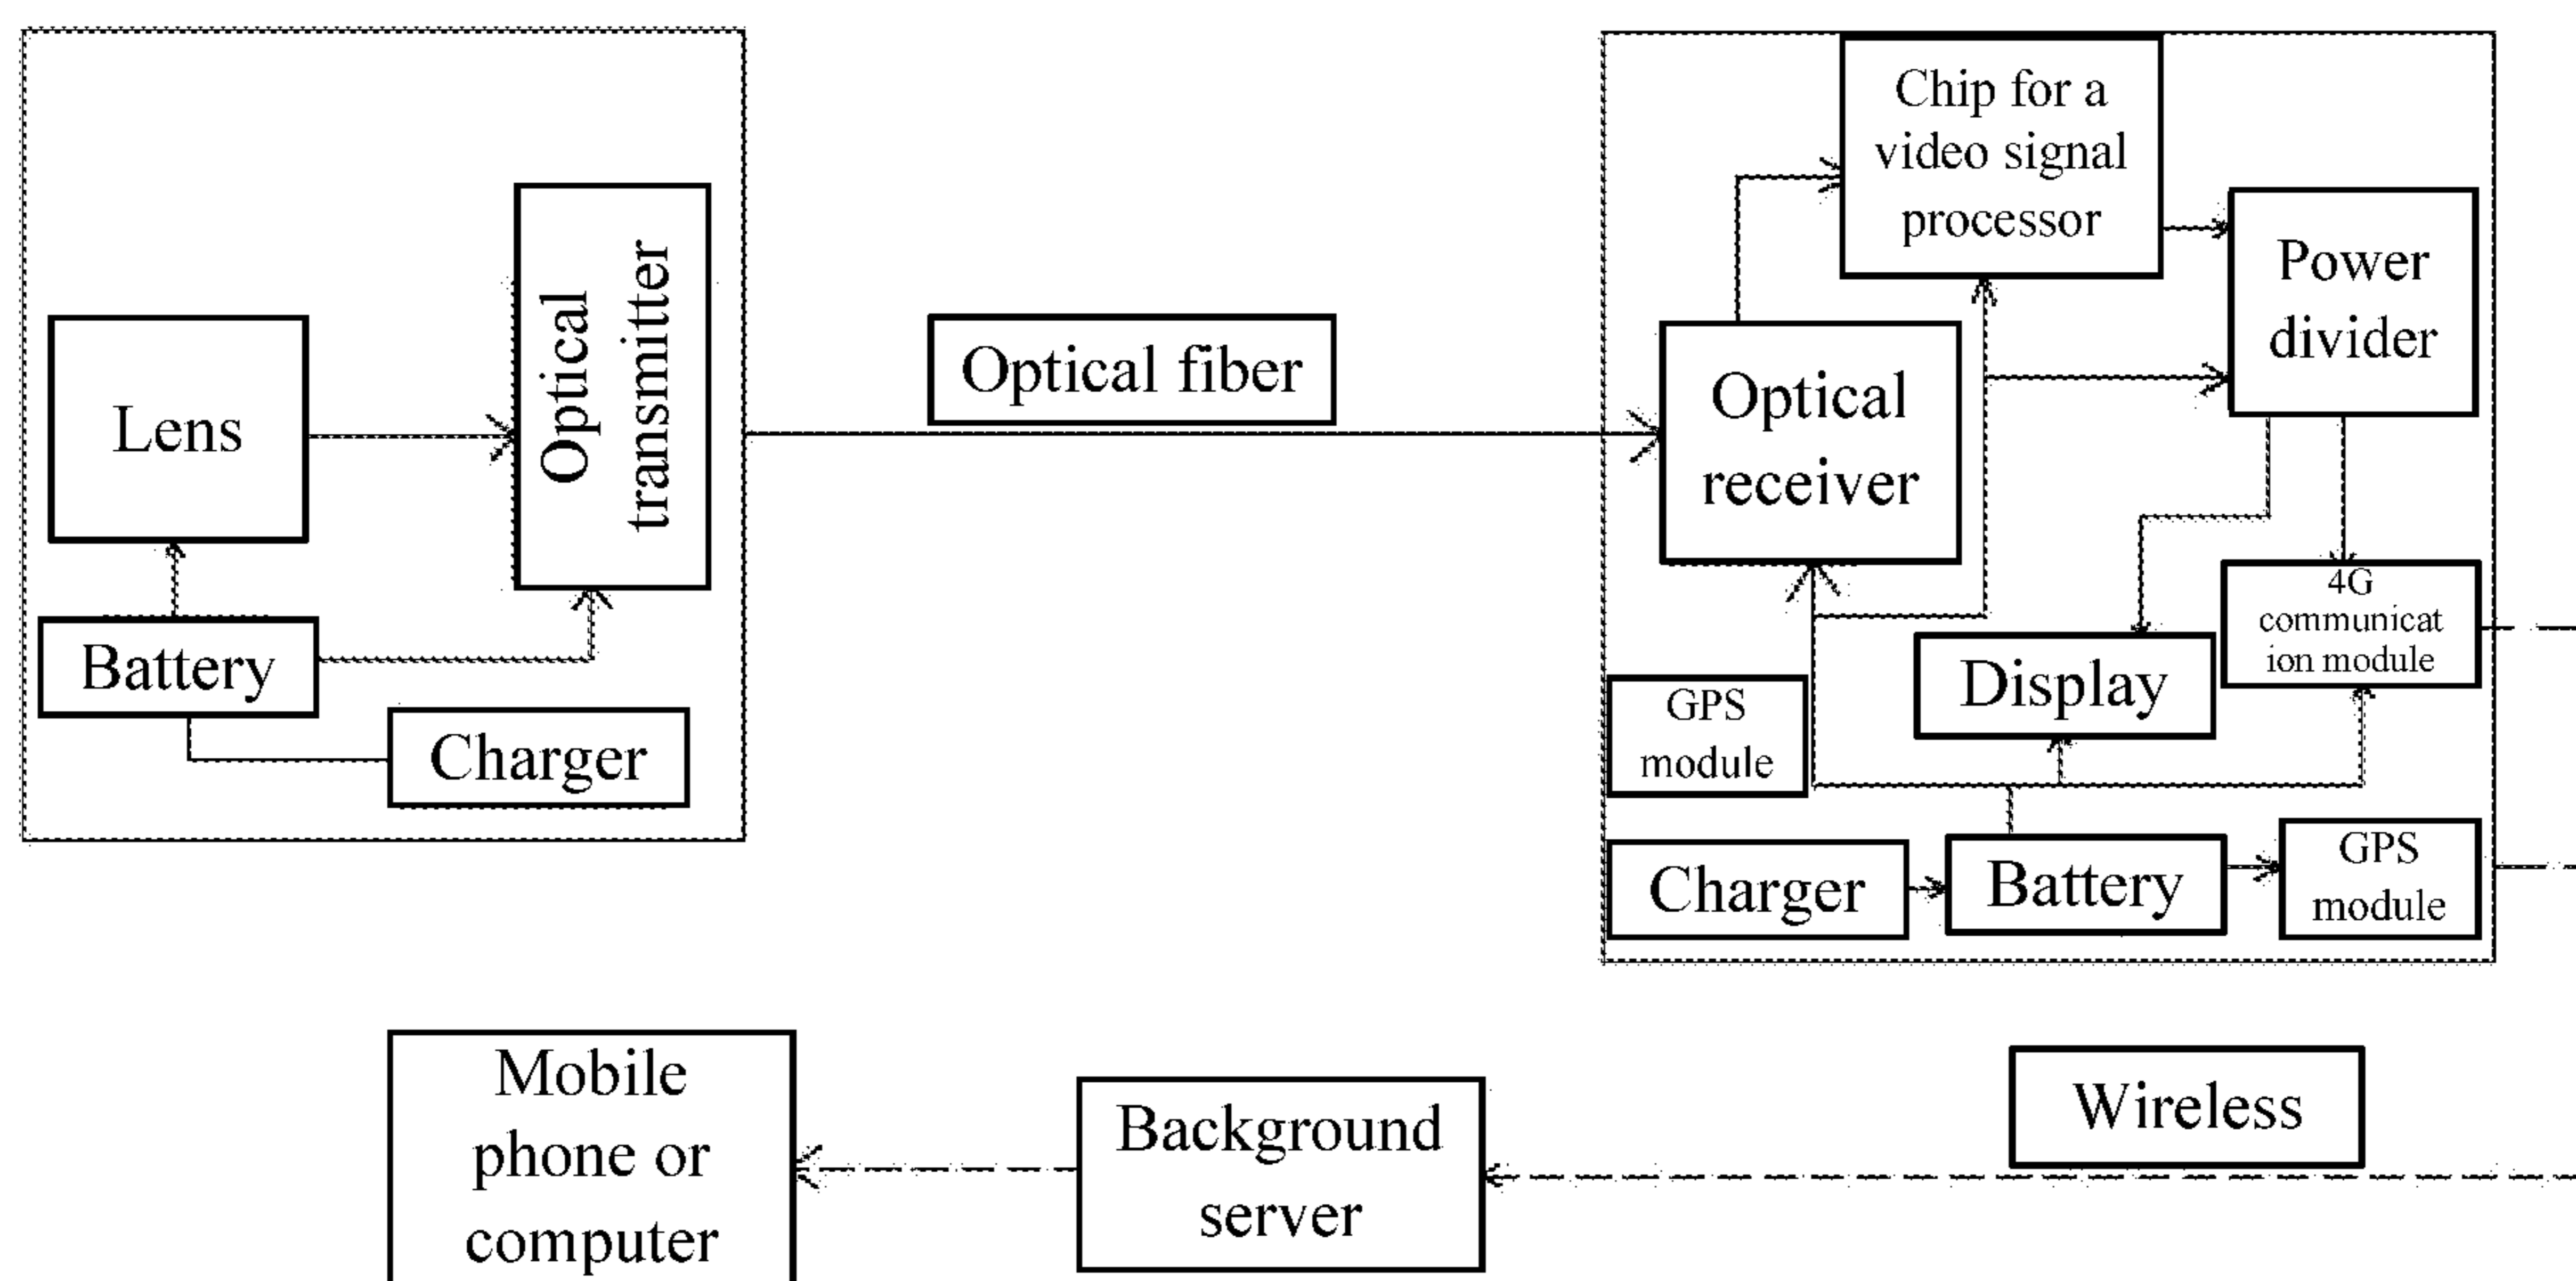 Lens
Optical
transmitter
Battery
Charger
Optical fiber
Chip for a
video signal
processor
Power
divider
Optical
receiver
4G
communicat
ion module
Display
GPS
module
Charger
Battery
GPS
module
Mobile
phone or
computer
Background
server
Wireless